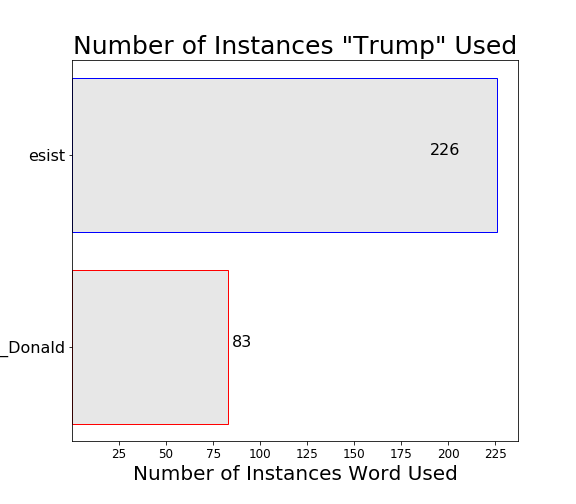 Number of Instances "Trump" Used
esist
226
_Donald
83
25 50 75 100 125 150 175 200 225
Number of Instances Word Used